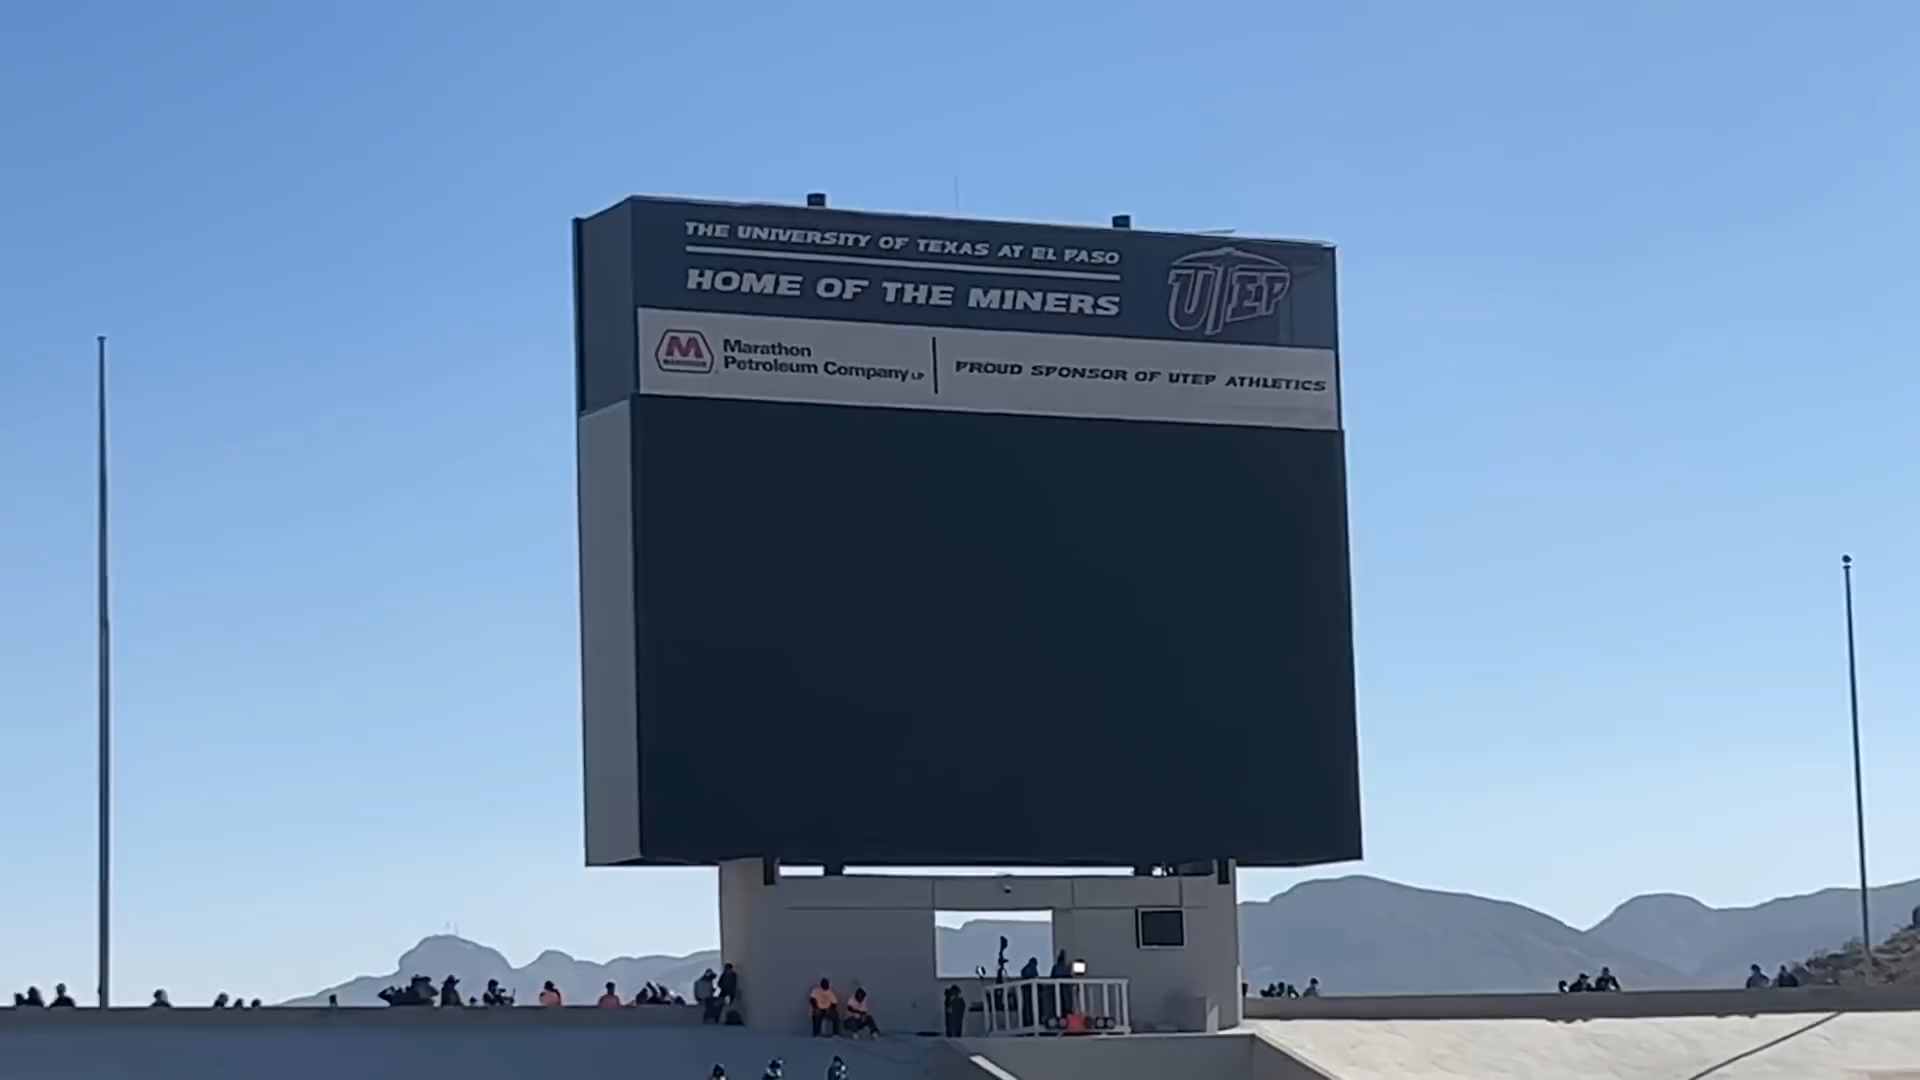 THE UNIVERSITY OF TEXAS AT EL PASO
HOME OF THE MINERS
UTEP
M
MARATHON
Marathon
Petroleum Company LP
PROUD SPONSOR OF UTEP ATHLETICS